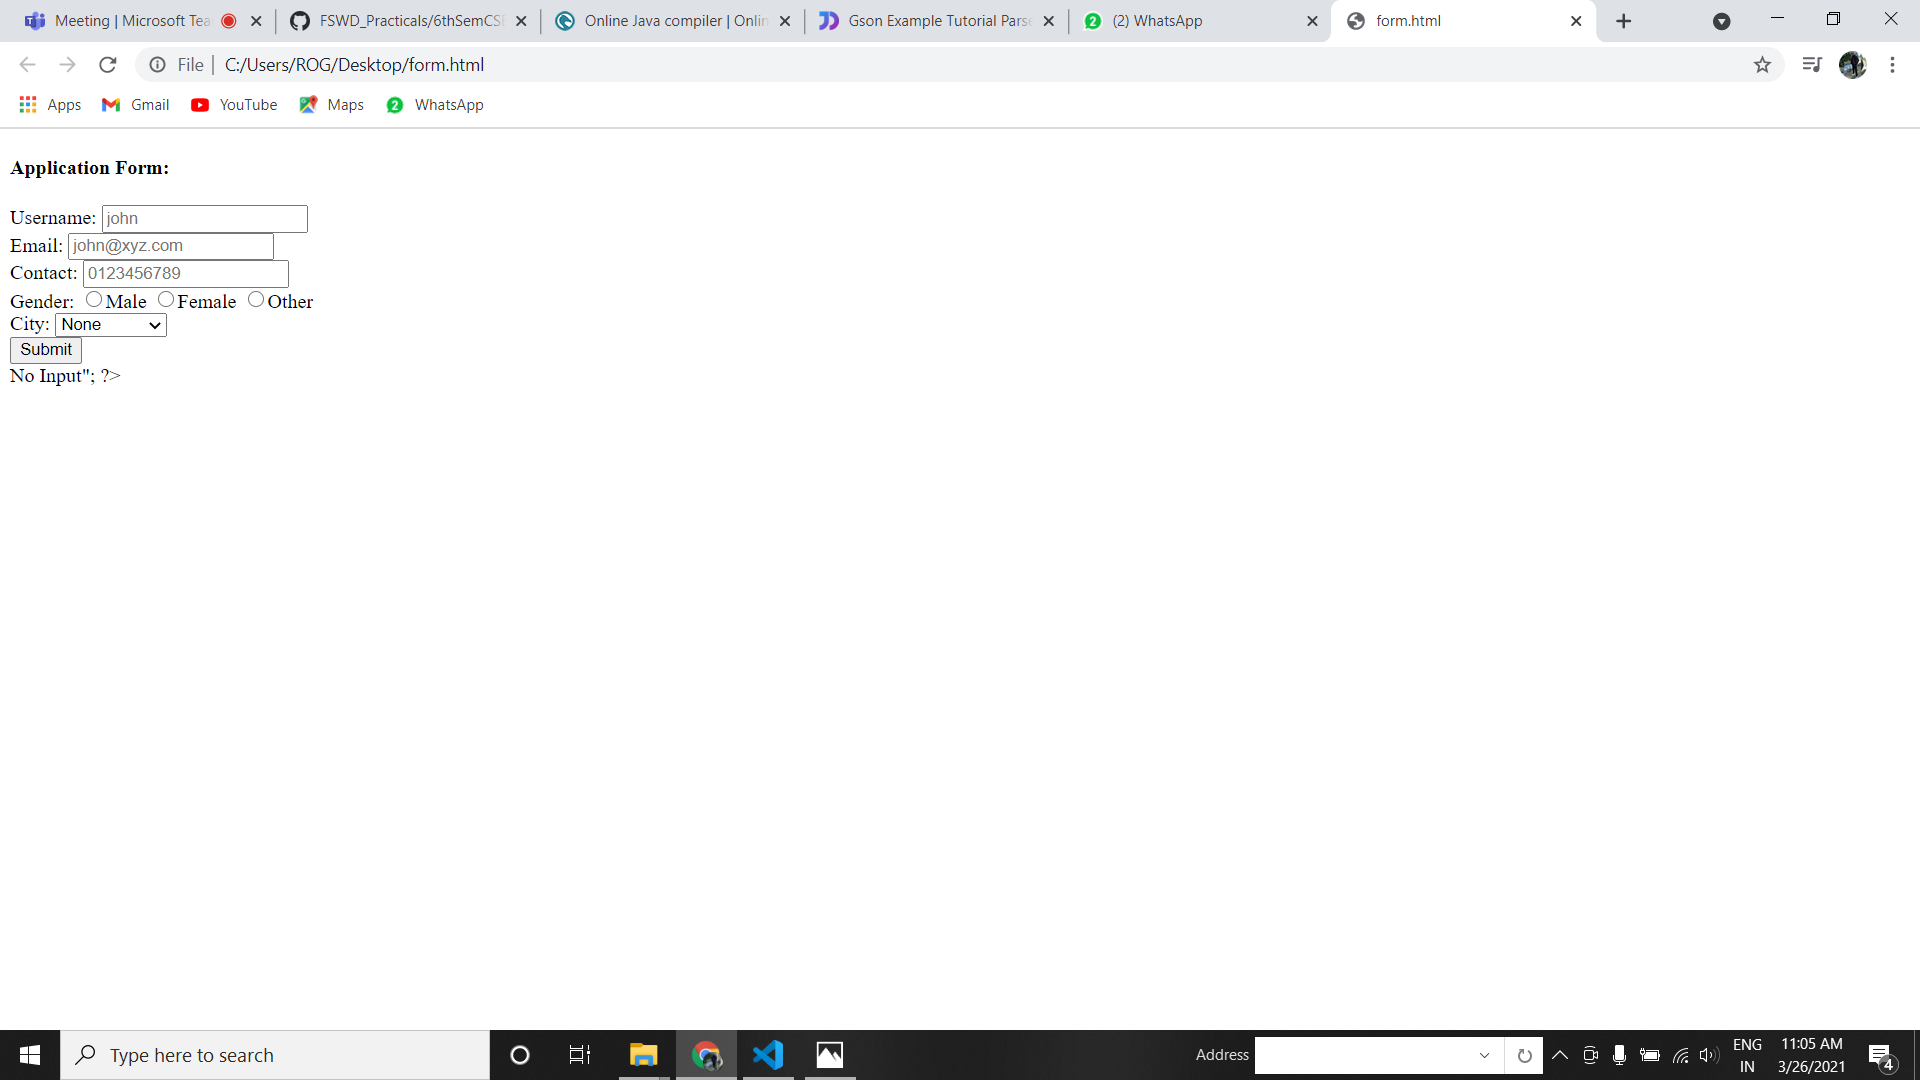 Meeting | Microsoft Tea
FSWD_Practicals/6thSemCSE
Online Java compiler | Onlin
Gson Example Tutorial Parse
(2) WhatsApp
form.html
File | C:/Users/ROG/Desktop/form.html
Apps
Gmail
YouTube
Maps
WhatsApp
Application Form:
Username: john
Email: john@xyz.com
Contact: 0123456789
Gender: Male Female Other
City: None
Submit
No Input"; ?>
Type here to search
Address
ENG
IN
11:05 AM
3/26/2021
4